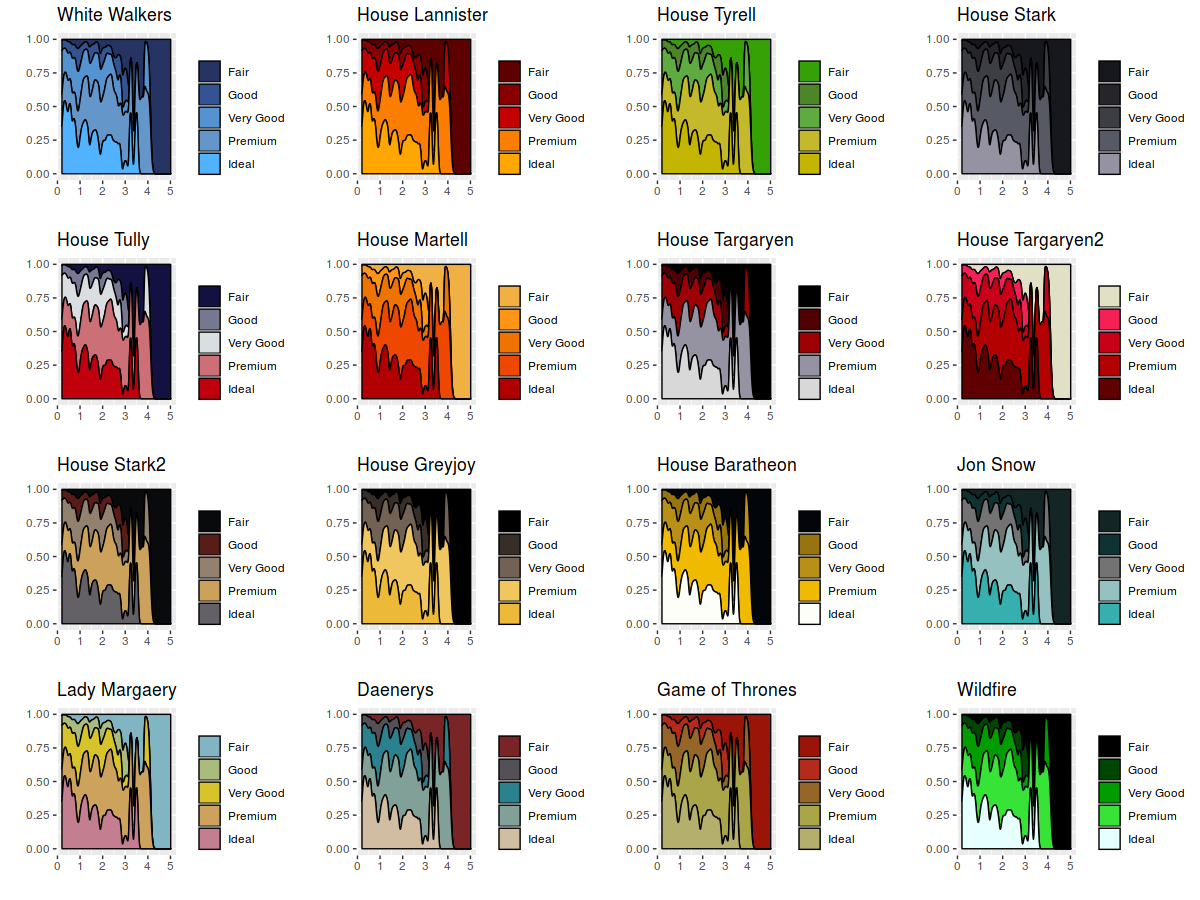 White Walkers House Lannister House Tyrell House Stark
1.00 1.00 1.00 1.00
0.75 Fair 0.75 Fair 0.75 Fair 0.75 Fair
Good Good Good Good
0.50 Very Good 0.50 Very Good 0.50 Very Good 0.50 Very Good
0.25 Premium 0.25 Premium 0.25 Premium 0.25 Premium
Ideal Ideal Ideal Ideal
0.00 0.00 0.00 0.00
0 1 2 3 4 5 0 1 2 3 4 5 0 1 2 3 4 5 0 1 2 3 4 5
House Tully House Martell House Targaryen House Targaryen2
1.00 1.00 1.00 1.00
0.75 Fair 0.75 Fair 0.75 Fair 0.75 Fair
Good Good Good Good
0.50 Very Good 0.50 Very Good 0.50 Very Good 0.50 Very Good
0.25 Premium 0.25 Premium 0.25 Premium 0.25 Premium
Ideal Ideal Ideal Ideal
0.00 0.00 0.00 0.00
0 1 2 3 4 5 0 1 2 3 4 5 0 1 2 3 4 5 0 1 2 3 4 5
House Stark2 House Greyjoy House Baratheon Jon Snow
1.00 1.00 1.00 1.00
0.75 Fair 0.75 Fair 0.75 Fair 0.75 Fair
Good Good Good Good
0.50 Very Good 0.50 Very Good 0.50 Very Good 0.50 Very Good
0.25 Premium 0.25 Premium 0.25 Premium 0.25 Premium
Ideal Ideal Ideal Ideal
0.00 0.00 0.00 0.00
0 1 2 3 4 5 0 1 2 3 4 5 0 1 2 3 4 5 0 1 2 3 4 5
Lady Margaery Daenerys Game of Thrones Wildfire
1.00 1.00 1.00 1.00
0.75 Fair 0.75 Fair 0.75 Fair 0.75 Fair
Good Good Good Good
0.50 Very Good 0.50 Very Good 0.50 Very Good 0.50 Very Good
0.25 Premium 0.25 Premium 0.25 Premium 0.25 Premium
Ideal Ideal Ideal Ideal
0.00 0.00 0.00 0.00
0 1 2 3 4 5 0 1 2 3 4 5 0 1 2 3 4 5 0 1 2 3 4 5